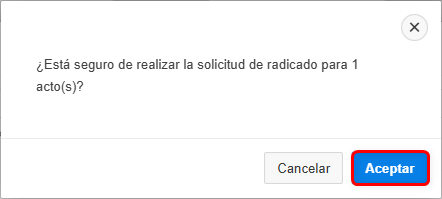 ¿Está seguro de realizar la solicitud de radicado para 1
acto(s)?
Cancelar
Aceptar